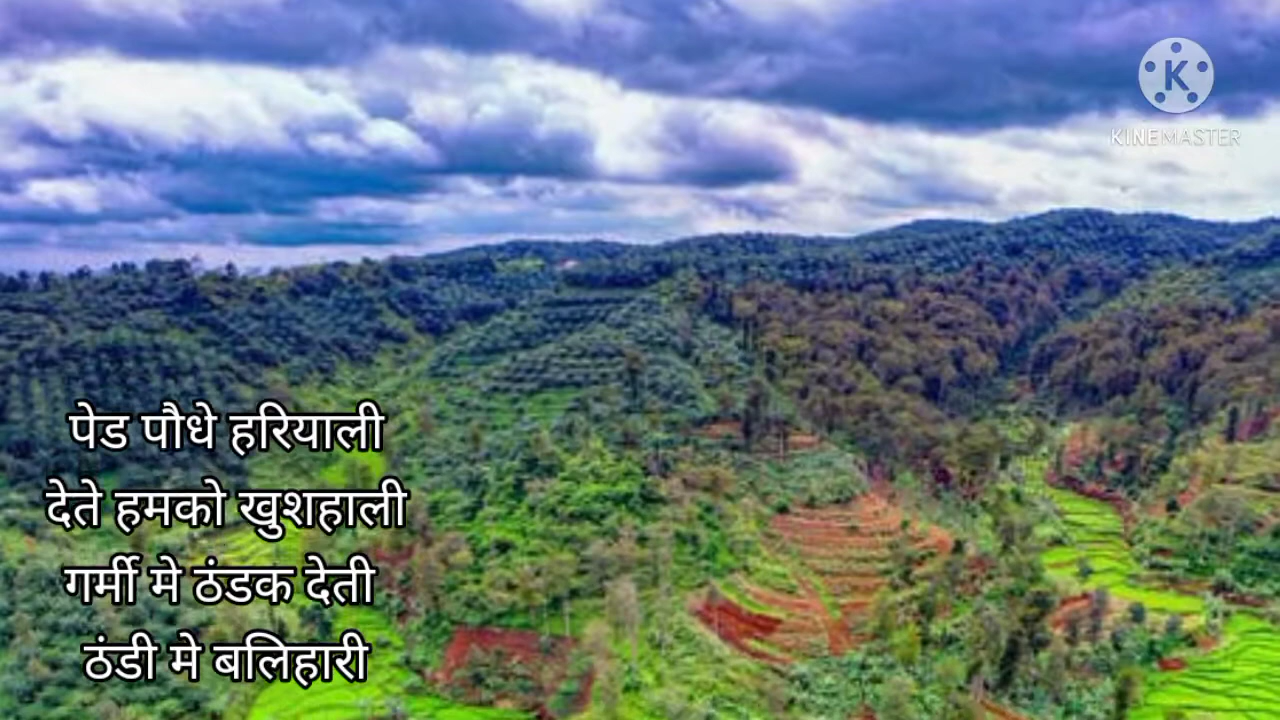 KINEMASTER
पेड पौधे हरियाली
देते हमको खुशहाली
गर्मी मे ठंडक देती
ठंडी मे बलिहारी